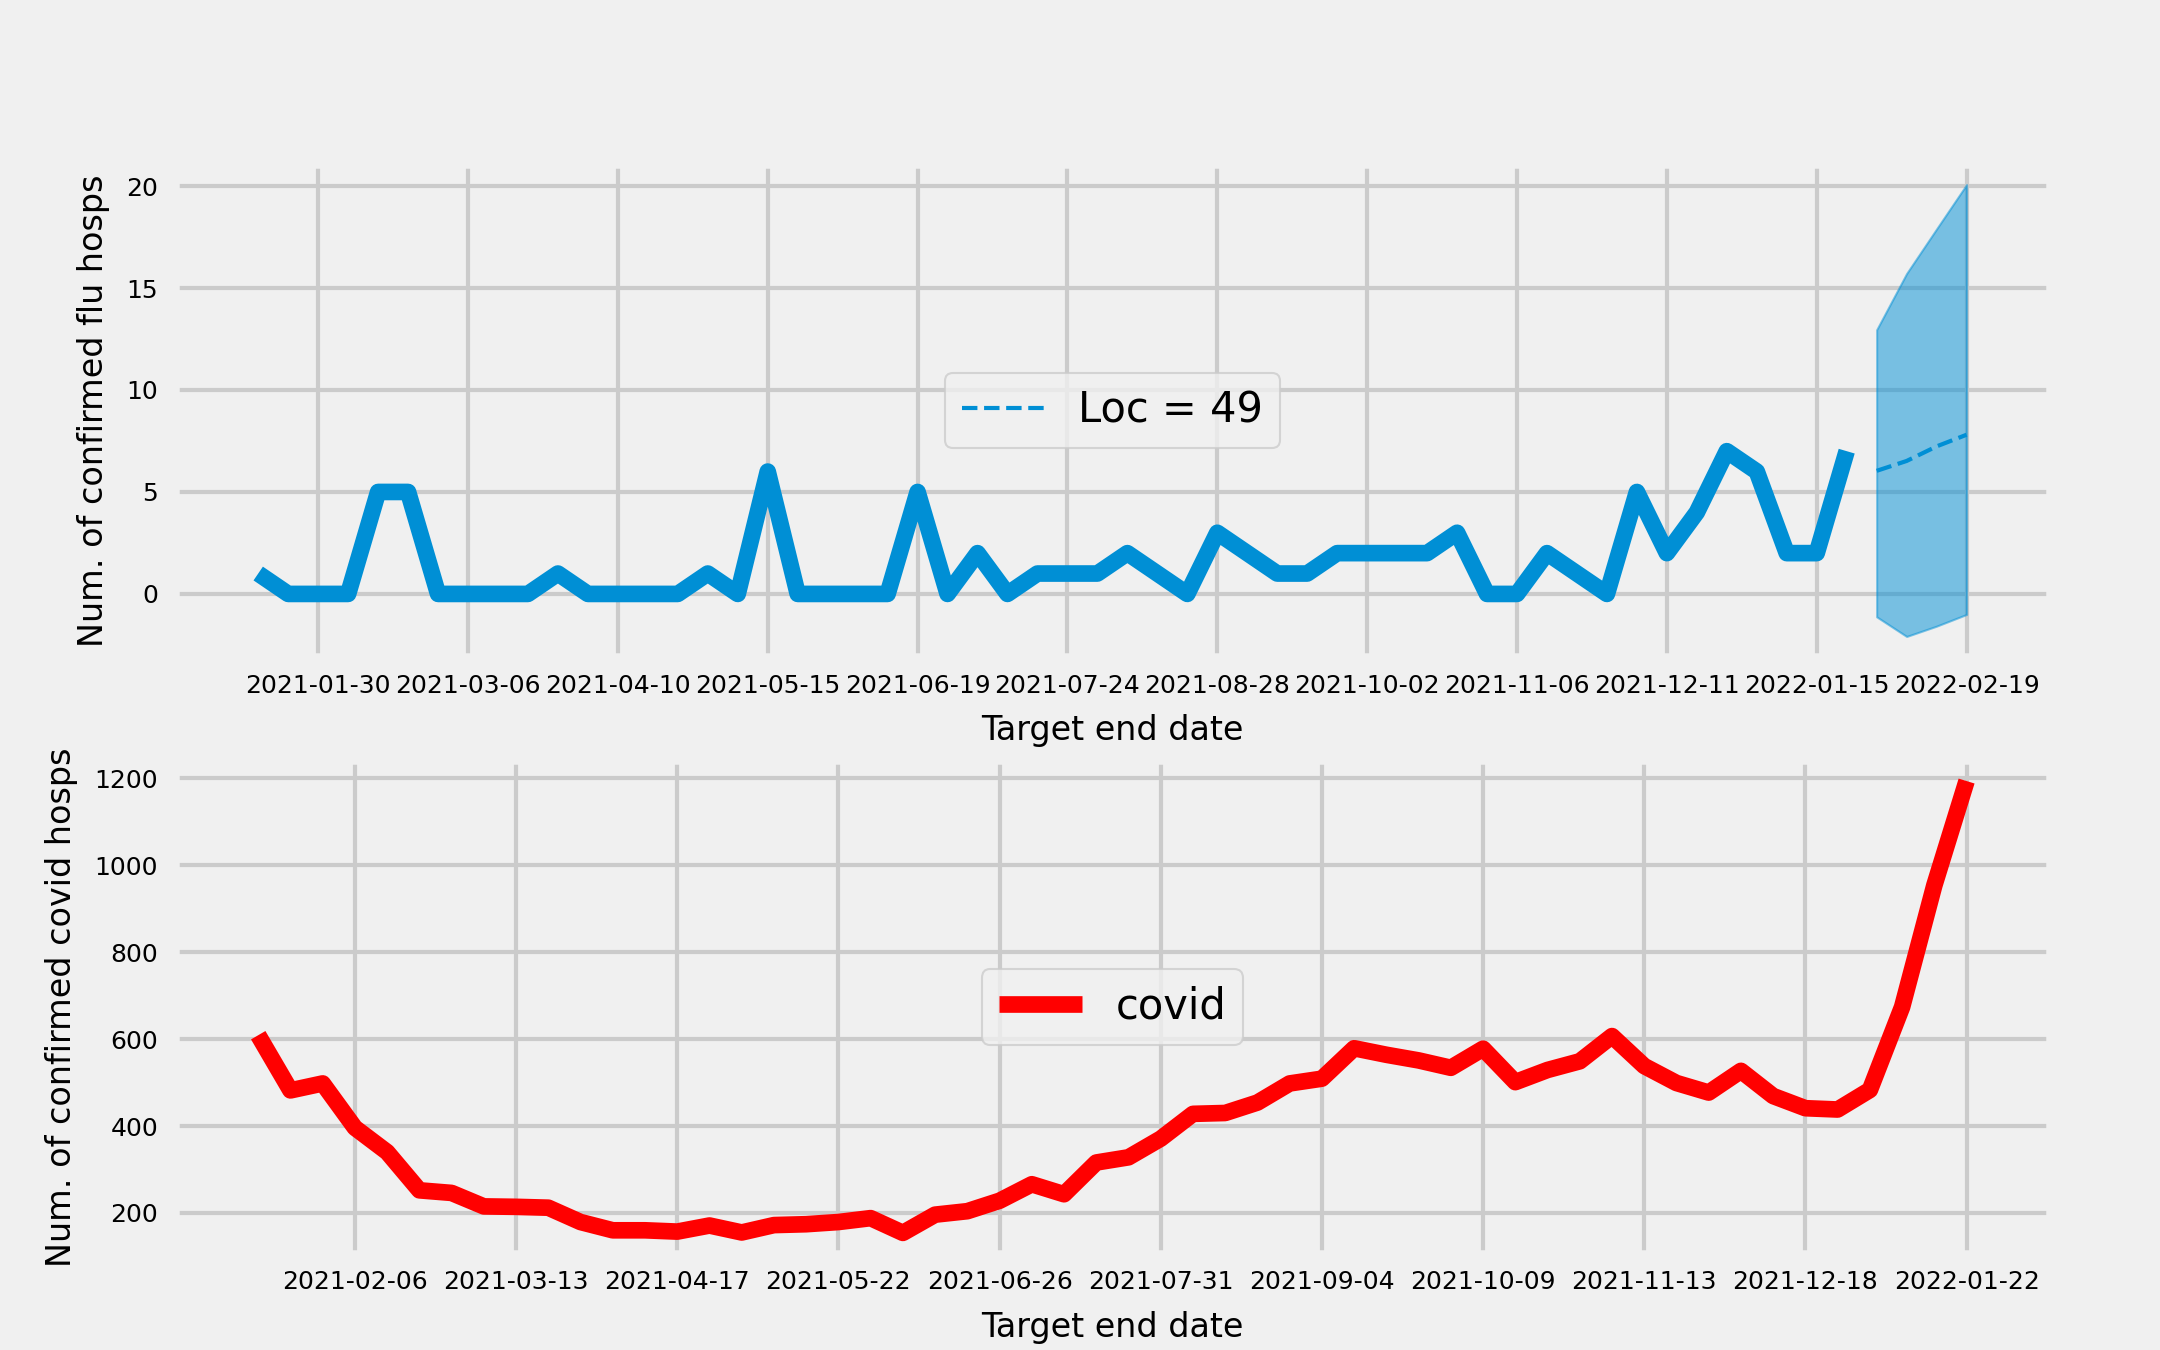 Num. of confirmed flu hosps
20
15
10
5
0
Loc = 49
2021-01-30 2021-03-06 2021-04-10 2021-05-15 2021-06-19 2021-07-24 2021-08-28 2021-10-02 2021-11-06 2021-12-11 2022-01-15 2022-02-19
Target end date
Num. of confirmed covid hosps
1200
1000
800
600
400
200
covid
2021-02-06 2021-03-13 2021-04-17 2021-05-22 2021-06-26 2021-07-31 2021-09-04 2021-10-09 2021-11-13 2021-12-18 2022-01-22
Target end date